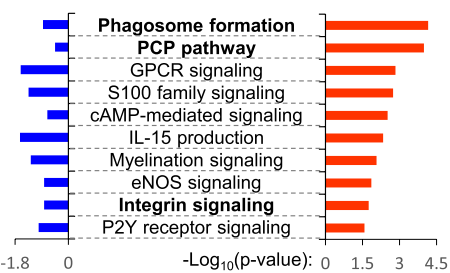 Phagosome formation
PCP pathway
GPCR signaling
S100 family signaling
cAMP-mediated signaling
IL-15 production
Myelination signaling
eNOS signaling
Integrin signaling
P2Y receptor signaling
-1.8 0 -Log10(p-value): 0 1.5 3 4.5